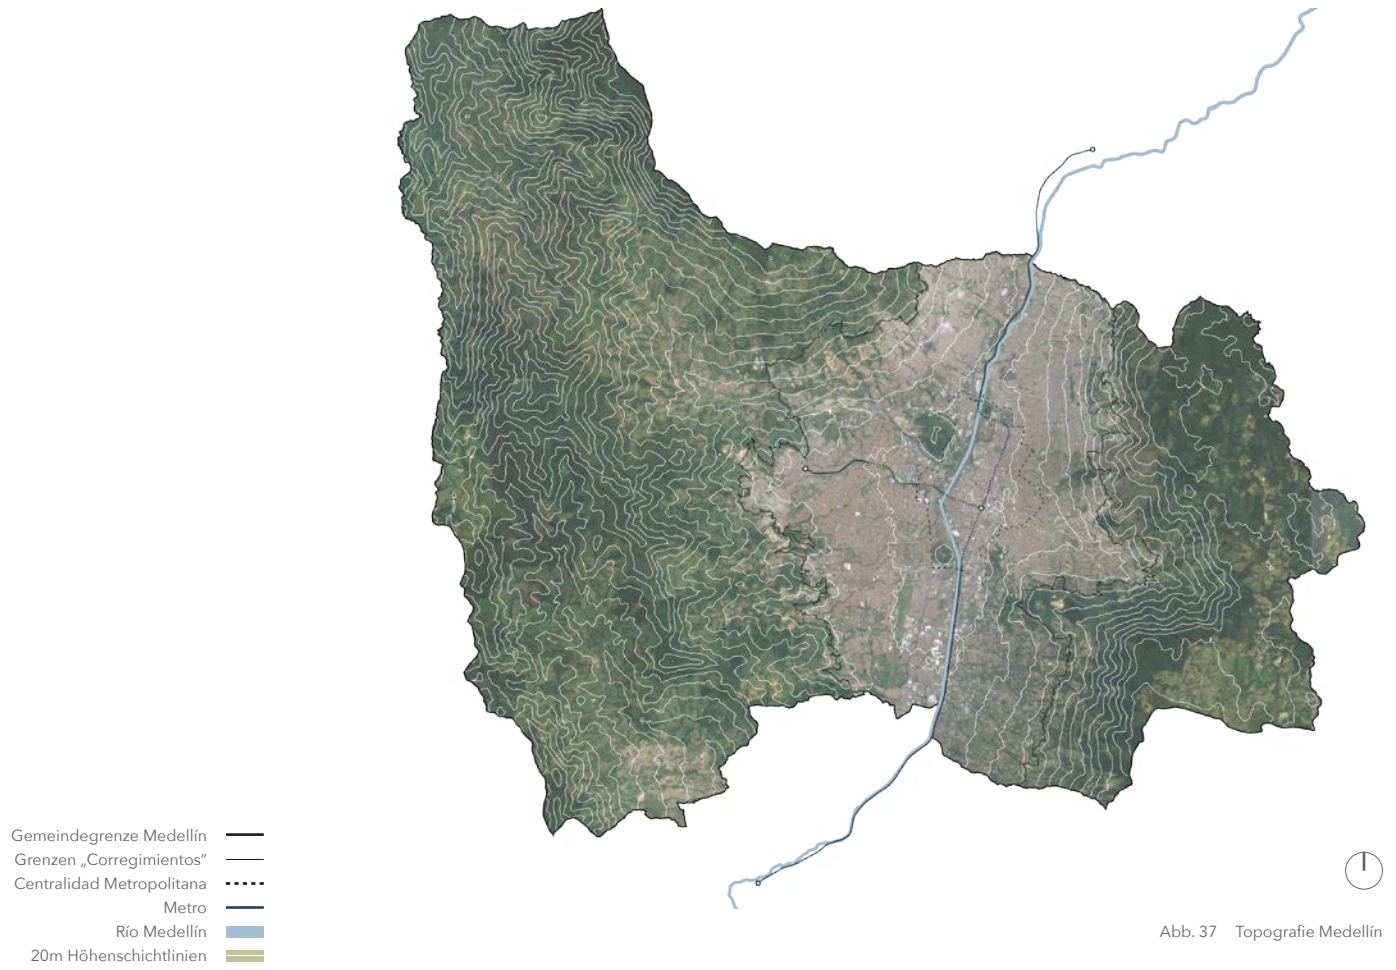 Gemeindegrenze Medellín
Grenzen „Corregimientos“
Centralidad Metropolitana
Metro
Río Medellín
20m Höhenschichtlinien
Abb. 37 Topografie Medellín